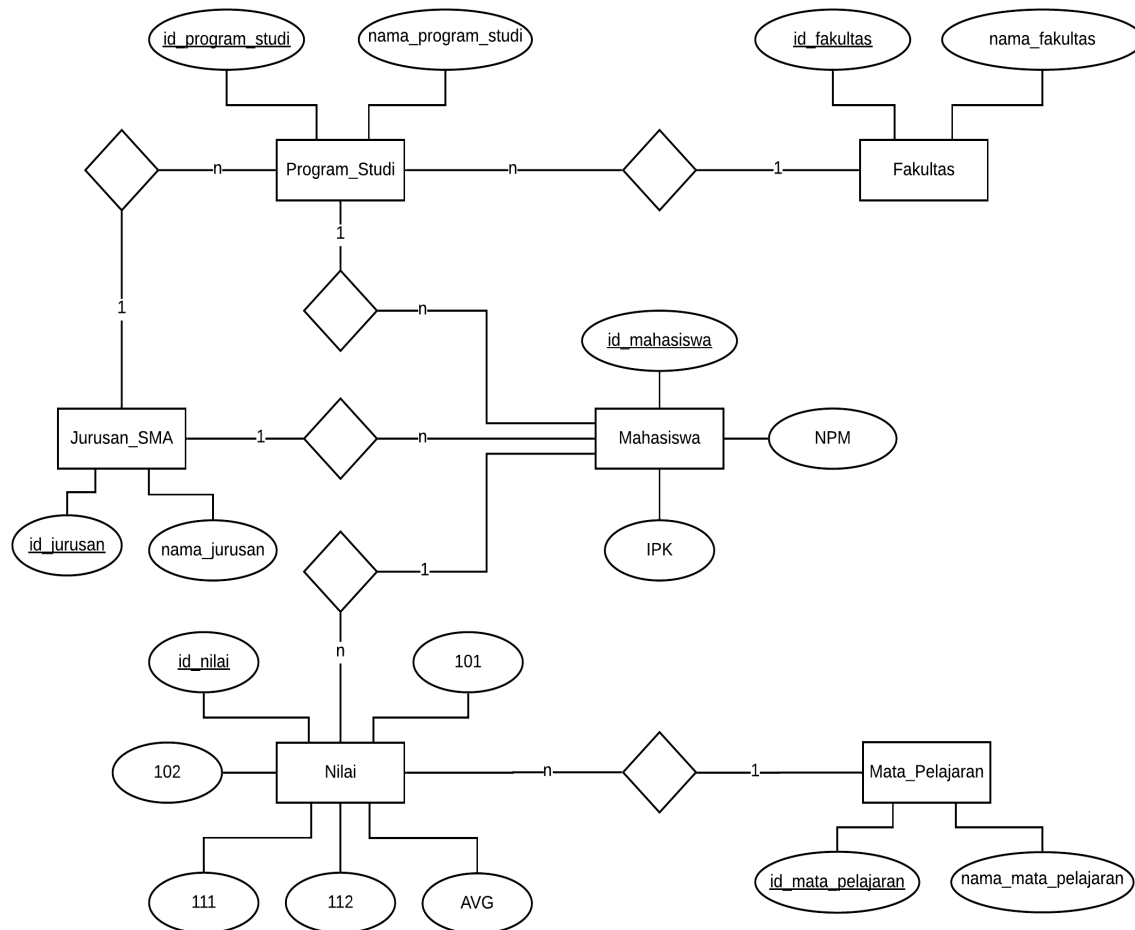 id_program_studi
nama_program_studi
id_fakultas
nama_fakultas
n
Program_Studi
n
1
Fakultas
1
1
n
id_mahasiswa
Jurusan_SMA
1
n
Mahasiswa
NPM
id_jurusan
nama_jurusan
IPK
1
n
id_nilai
101
102
Nilai
n
1
Mata_Pelajaran
111
112
AVG
id_mata_pelajaran
nama_mata_pelajaran